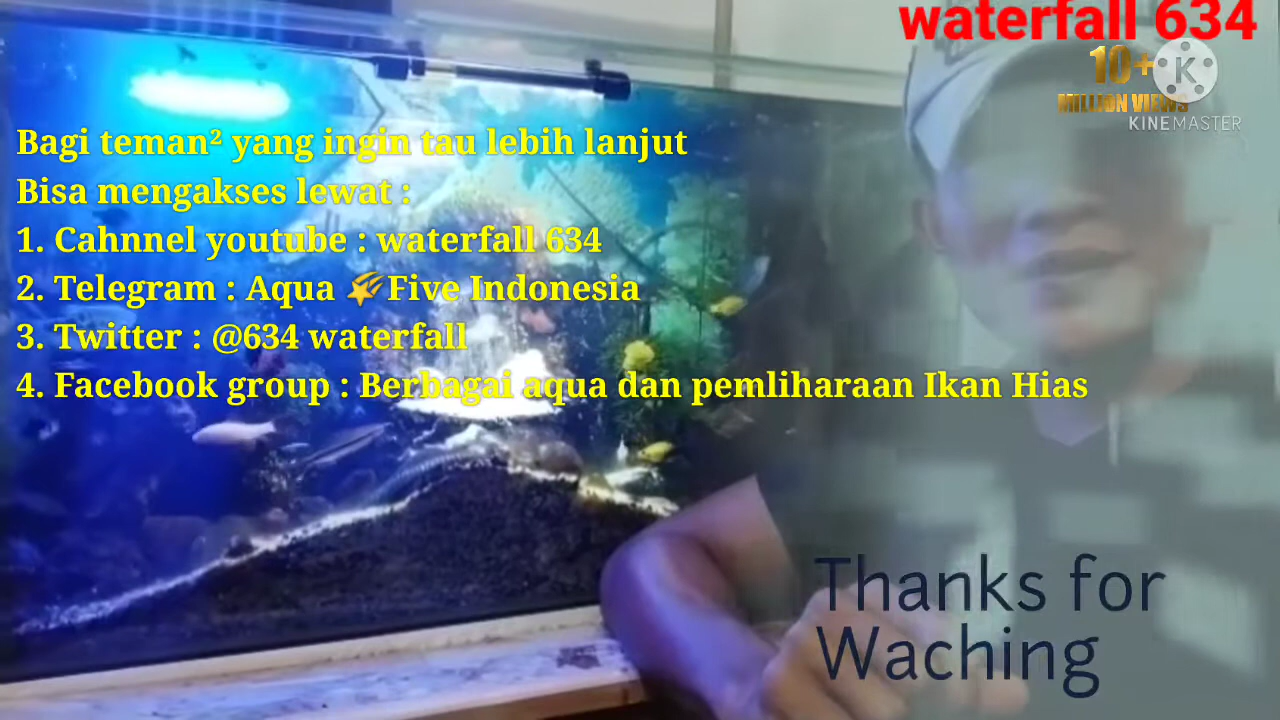 waterfall 634
10+
MILLION VIEWS
K
KINEMASTER
Bagi teman² yang ingin tau lebih lanjut
Bisa mengakses lewat :
1. Cahnnel youtube : waterfall 634
2. Telegram : Aqua 🌠Five Indonesia
3. Twitter : @634 waterfall
4. Facebook group : Berbagai aqua dan pemliharaan Ikan Hias
Thanks for
Waching